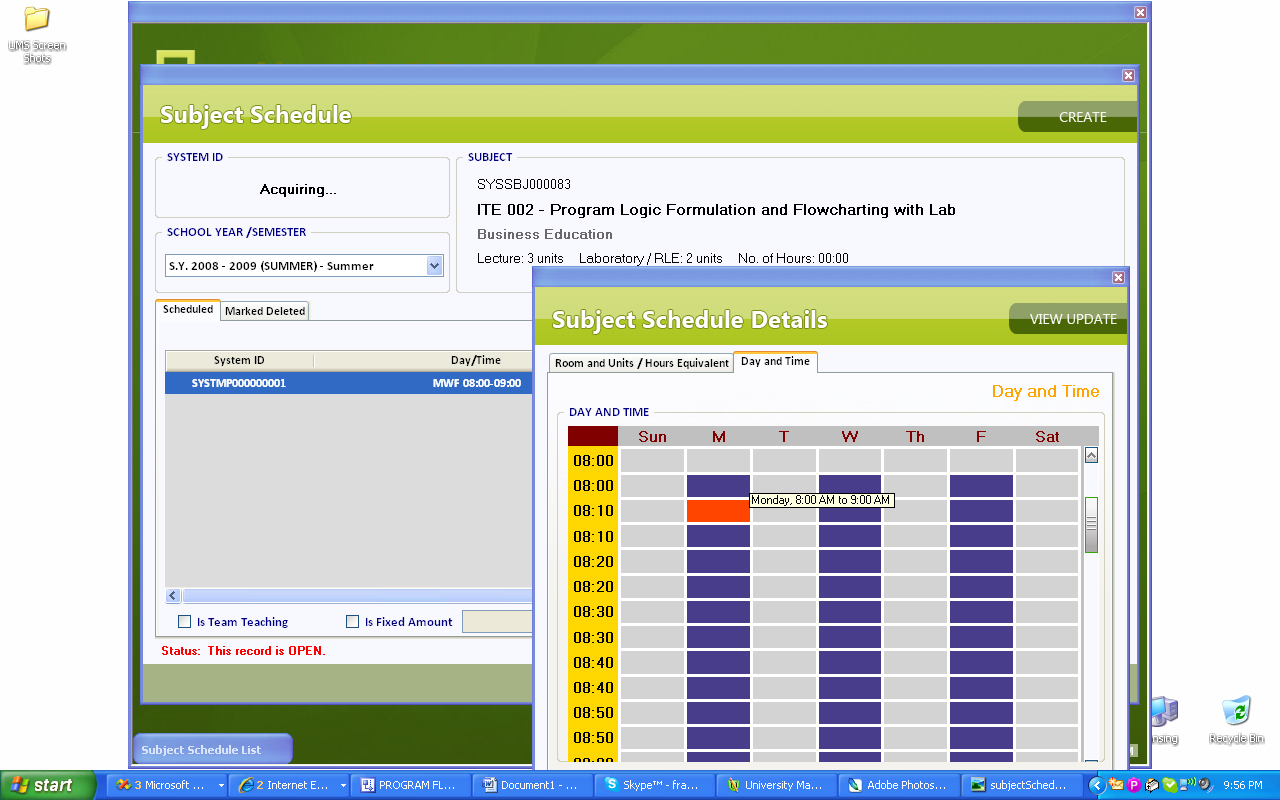 UMS Screen
Shots
Subject Schedule
CREATE
SYSTEM ID
Acquiring...
SUBJECT
SYSSBJ000083
ITE 002 - Program Logic Formulation and Flowcharting with Lab
Business Education
Lecture: 3 units Laboratory / RLE: 2 units No. of Hours: 00:00
SCHOOL YEAR /SEMESTER
S.Y. 2008 - 2009 (SUMMER) - Summer
Scheduled Marked Deleted
System ID Day/Time
SYSTMP000000001 MWF 08:00-09:00
Is Team Teaching Is Fixed Amount
Status: This record is OPEN.
Subject Schedule Details
VIEW UPDATE
Room and Units / Hours Equivalent Day and Time
Day and Time
DAY AND TIME
Sun M T W Th F Sat
08:00
08:00
Monday, 8:00 AM to 9:00 AM
08:10
08:10
08:20
08:20
08:30
08:30
08:40
08:40
08:50
08:50
Subject Schedule List
Recycle Bin
start
3 Microsoft ...
2 Internet E...
PROGRAM FL...
Document1 - ...
Skype™ - fra...
University Ma...
Adobe Photos...
subjectSched...
9:56 PM